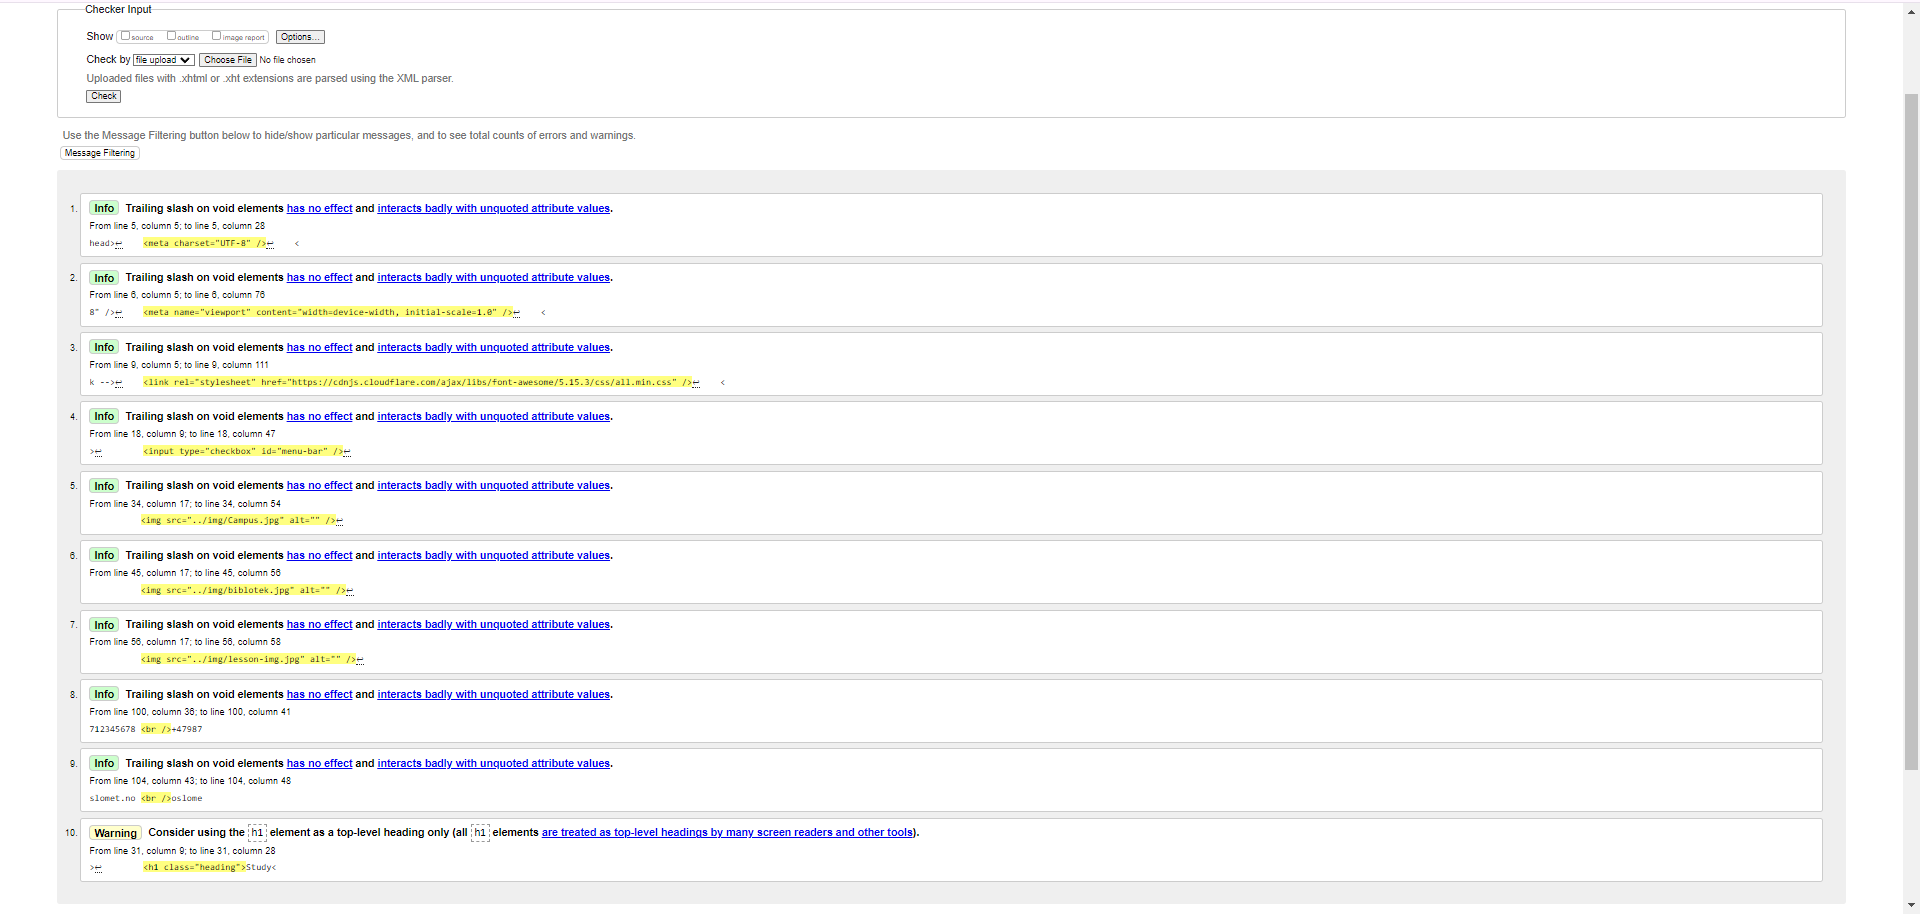 Checker Input
Show source outline image report Options...
Check by file upload Choose File No file chosen
Uploaded files with .xhtml or .xht extensions are parsed using the XML parser.
Check
Use the Message Filtering button below to hide/show particular messages, and to see total counts of errors and warnings.
Message Filtering
1. Info Trailing slash on void elements has no effect and interacts badly with unquoted attribute values.
From line 5, column 5; to line 5, column 28
head>↩ <meta charset="UTF-8" />↩ <
2. Info Trailing slash on void elements has no effect and interacts badly with unquoted attribute values.
From line 6, column 5; to line 6, column 76
8" />↩ <meta name="viewport" content="width=device-width, initial-scale=1.0" />↩ <
3. Info Trailing slash on void elements has no effect and interacts badly with unquoted attribute values.
From line 9, column 5; to line 9, column 111
k -->↩ <link rel="stylesheet" href="https://cdnjs.cloudflare.com/ajax/libs/font-awesome/5.15.3/css/all.min.css" />↩ <
4. Info Trailing slash on void elements has no effect and interacts badly with unquoted attribute values.
From line 18, column 9; to line 18, column 47
>↩ <input type="checkbox" id="menu-bar" />↩
5. Info Trailing slash on void elements has no effect and interacts badly with unquoted attribute values.
From line 34, column 17; to line 34, column 54
<img src="../img/Campus.jpg" alt="" />↩
6. Info Trailing slash on void elements has no effect and interacts badly with unquoted attribute values.
From line 45, column 17; to line 45, column 56
<img src="../img/biblotek.jpg" alt="" />↩
7. Info Trailing slash on void elements has no effect and interacts badly with unquoted attribute values.
From line 56, column 17; to line 56, column 58
<img src="../img/lesson-img.jpg" alt="" />↩
8. Info Trailing slash on void elements has no effect and interacts badly with unquoted attribute values.
From line 100, column 36; to line 100, column 41
712345678 <br />+47987
9. Info Trailing slash on void elements has no effect and interacts badly with unquoted attribute values.
From line 104, column 43; to line 104, column 48
slomet.no <br />oslome
10. Warning Consider using the h1 element as a top-level heading only (all h1 elements are treated as top-level headings by many screen readers and other tools).
From line 31, column 9; to line 31, column 28
>↩ <h1 class="heading">Study<